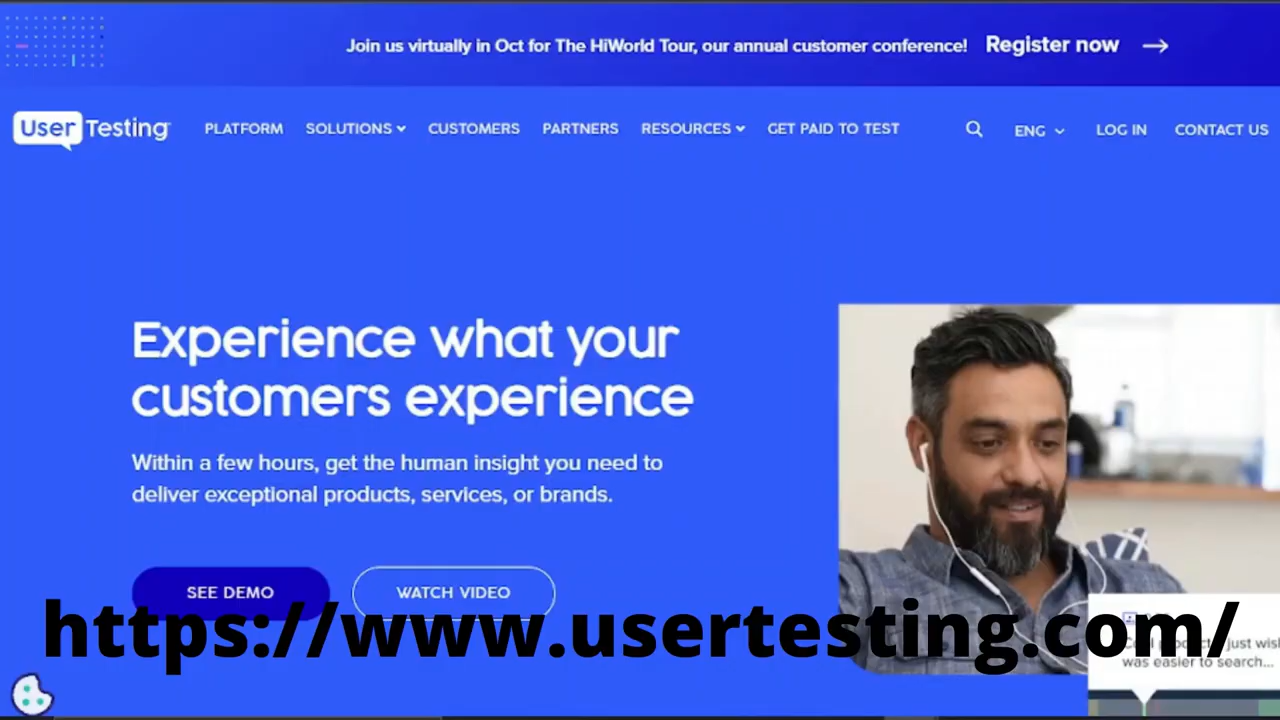 Join us virtually in Oct for The HiWorld Tour, our annual customer conference! Register now
User Testing PLATFORM SOLUTIONS CUSTOMERS PARTNERS RESOURCES GET PAID TO TEST ENG LOG IN CONTACT US
Experience what your
customers experience
Within a few hours, get the human insight you need to
deliver exceptional products, services, or brands.
SEE DEMO WATCH VIDEO
https://www.usertesting.com/
just
was easier to search...